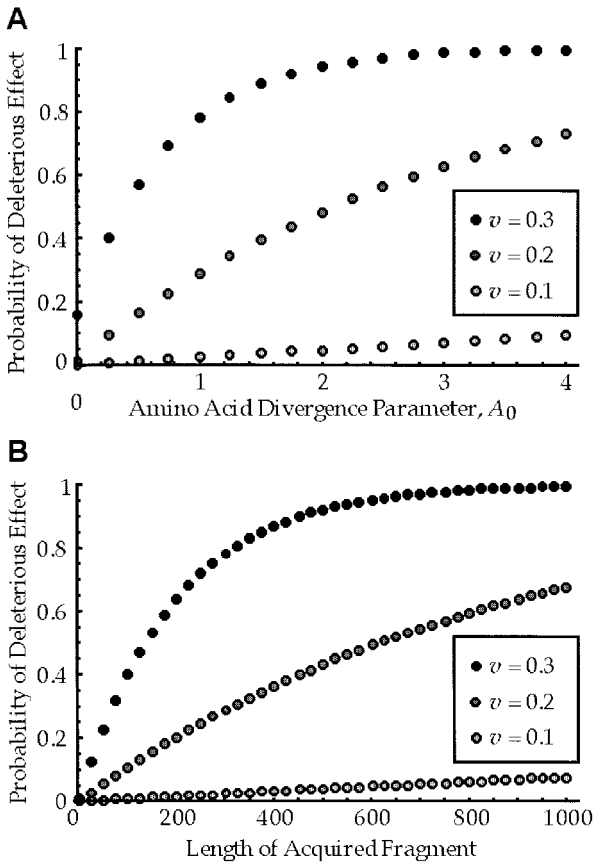 A
Probability of Deleterious Effect
1
0.8
0.6
0.4
0.2
0
v = 0.3
v = 0.2
v = 0.1
0 1 2 3 4
Amino Acid Divergence Parameter, A0
B
Probability of Deleterious Effect
1
0.8
0.6
0.4
0.2
0
v = 0.3
v = 0.2
v = 0.1
0 200 400 600 800 1000
Length of Acquired Fragment